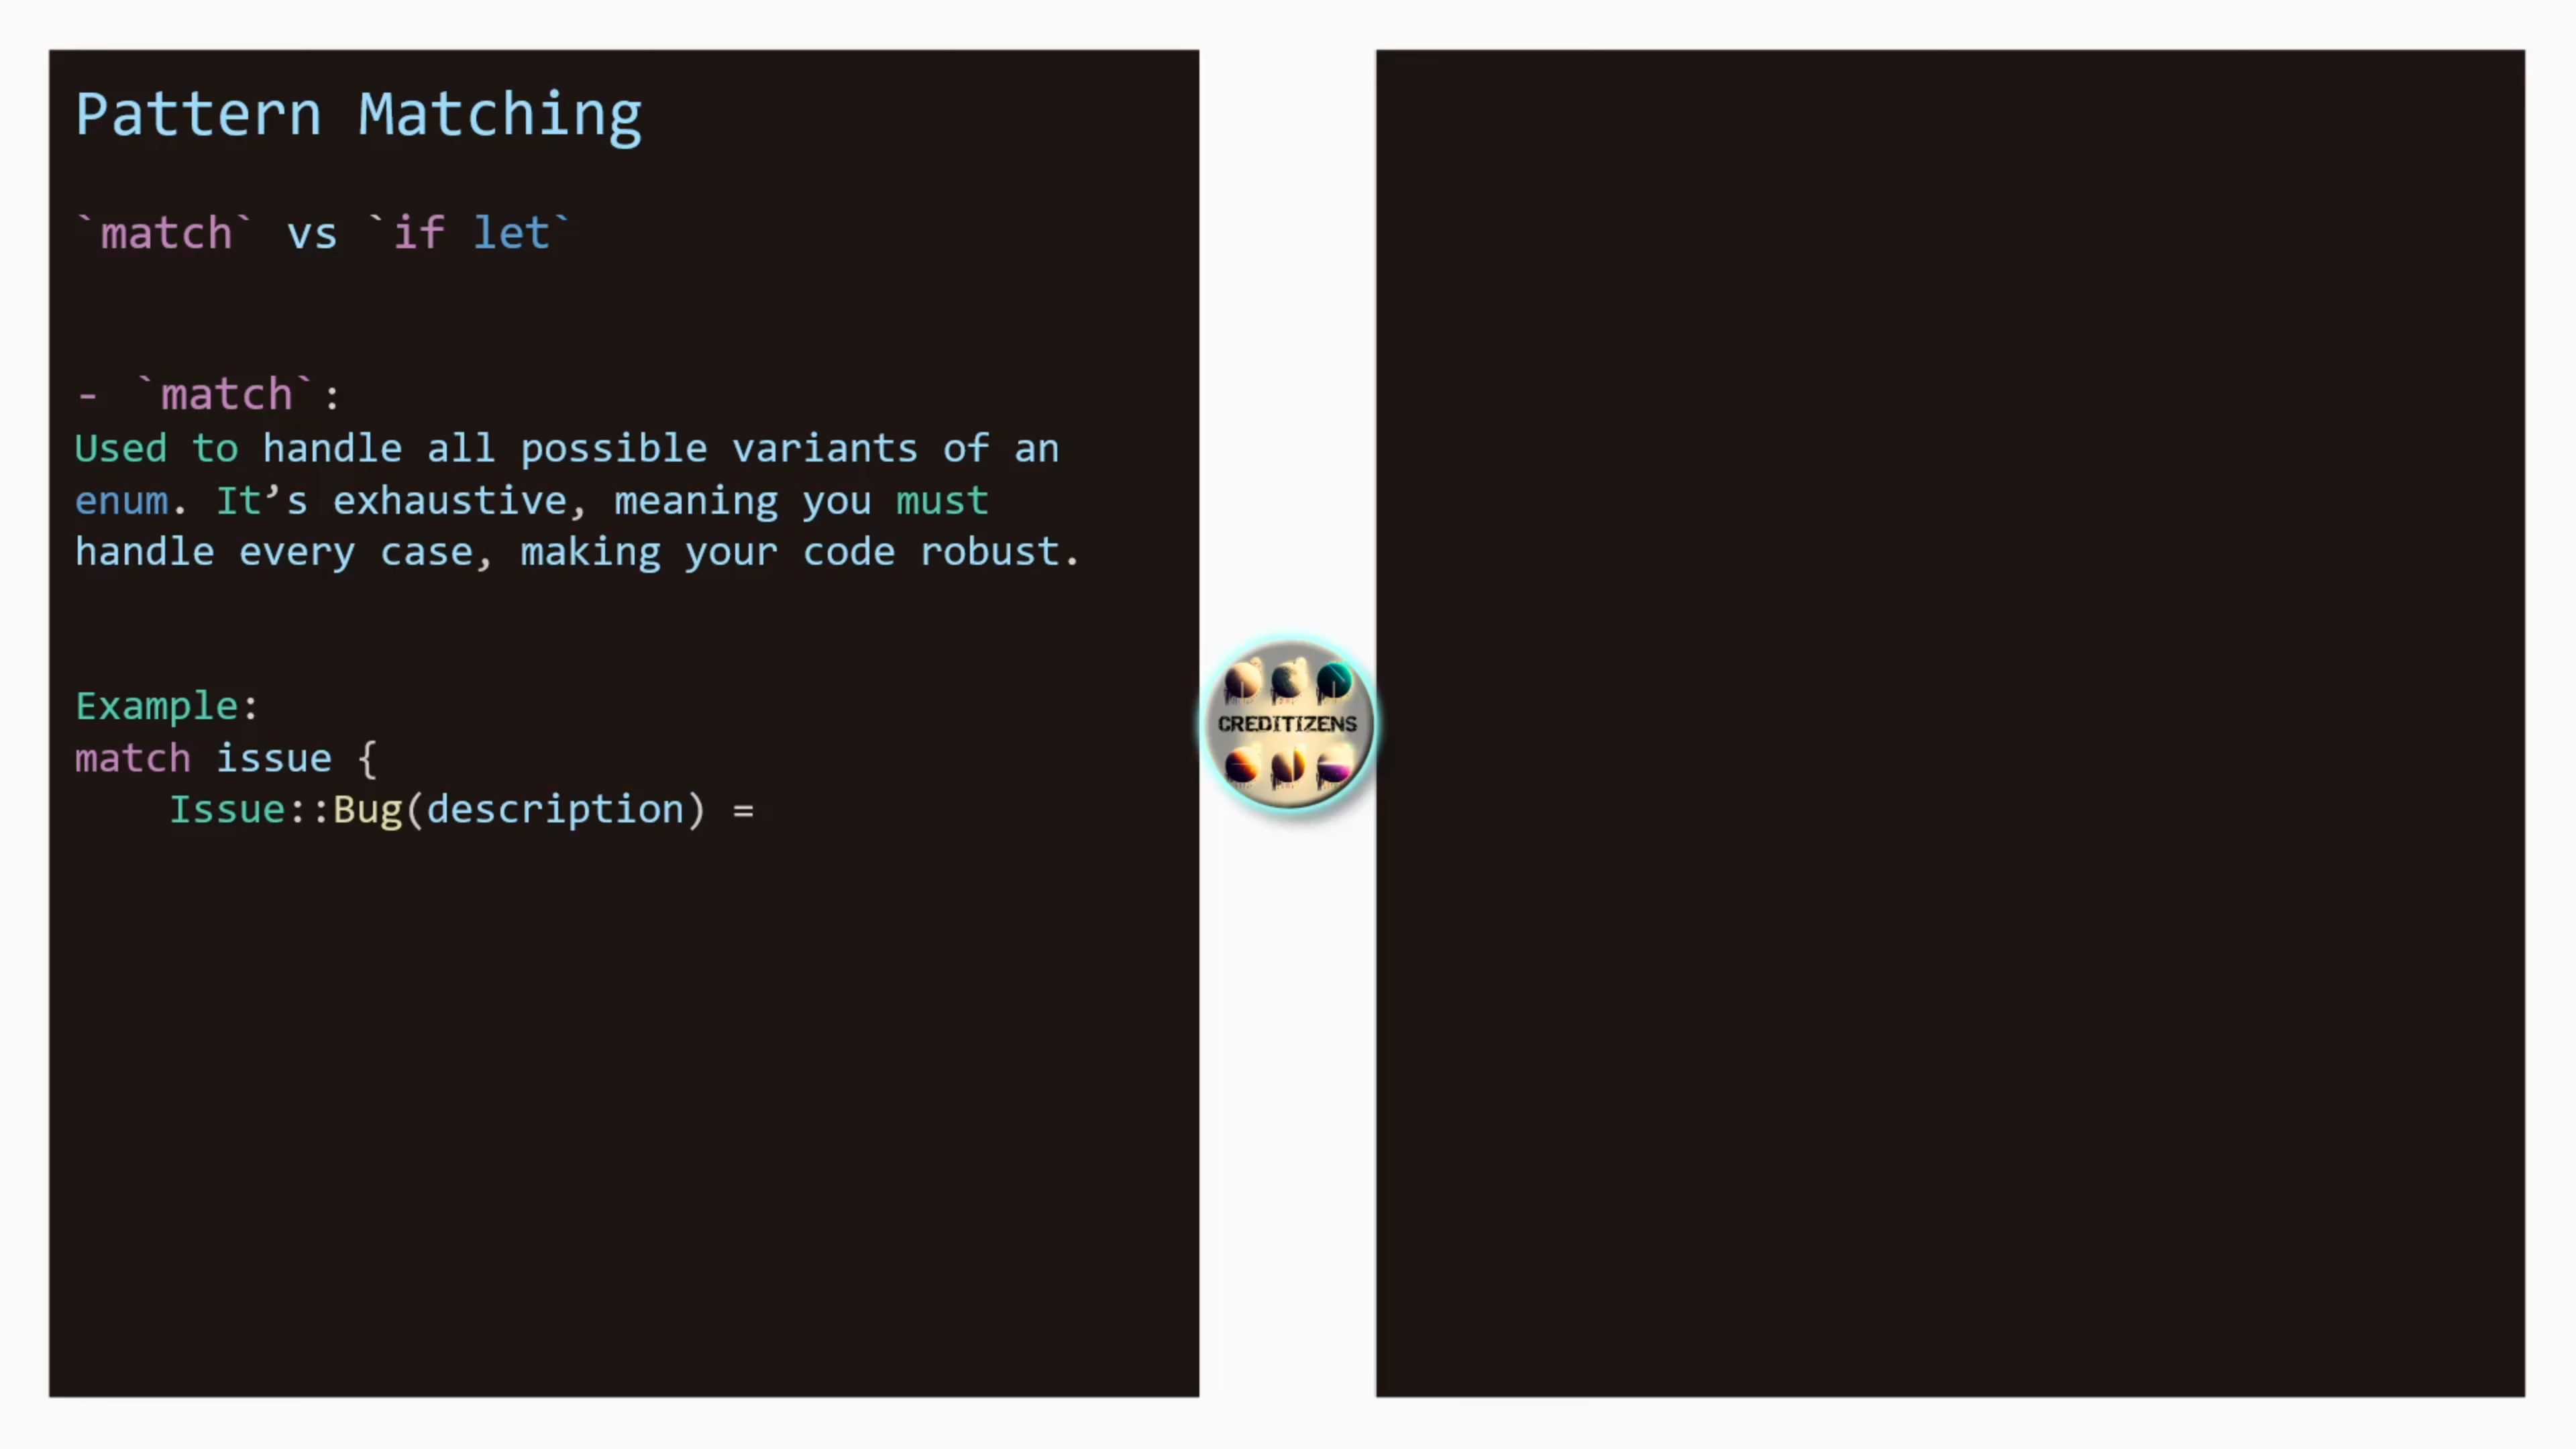 Pattern Matching
`match` vs `if let`
- `match`:
Used to handle all possible variants of an
enum. It’s exhaustive, meaning you must
handle every case, making your code robust.
Example:
match issue {
    Issue::Bug(description) =
CREDITIZENS